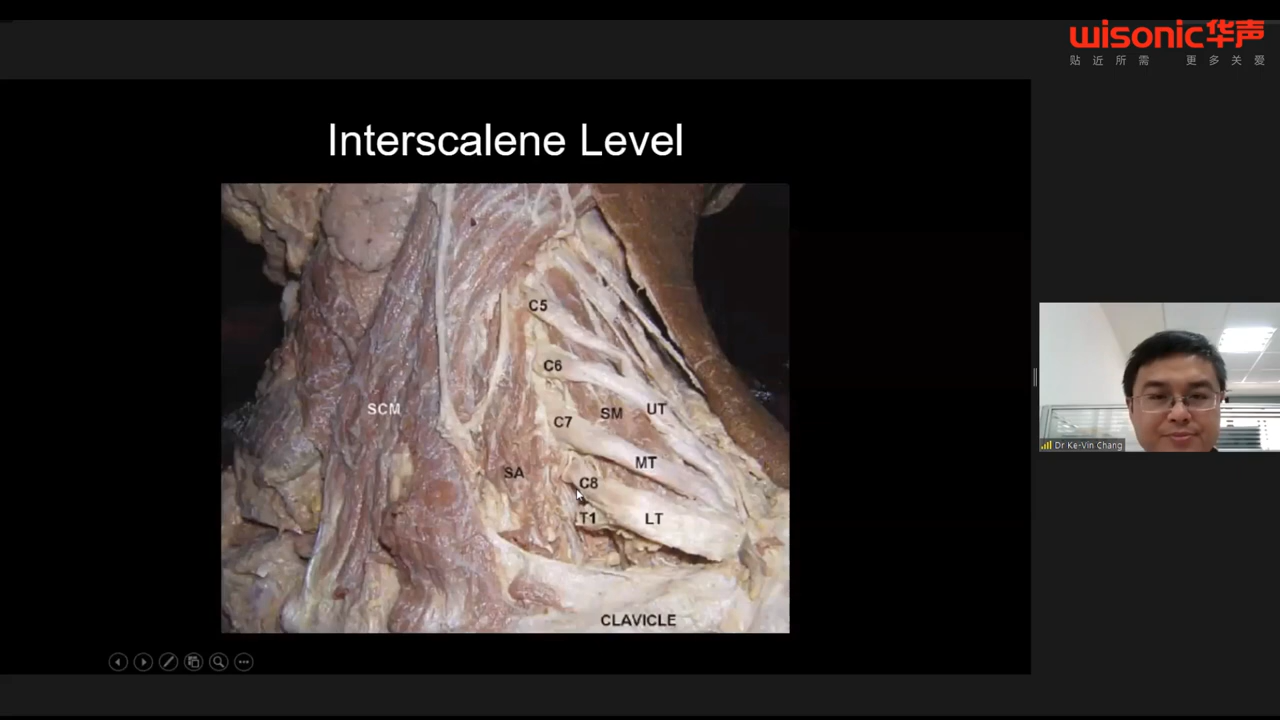 wisonic华声
贴近所需 更多关爱
Interscalene Level
C5
C6
SCM
SM
UT
C7
MT
SA
C8
T1
LT
CLAVICLE
Dr Ke-Vin Chang